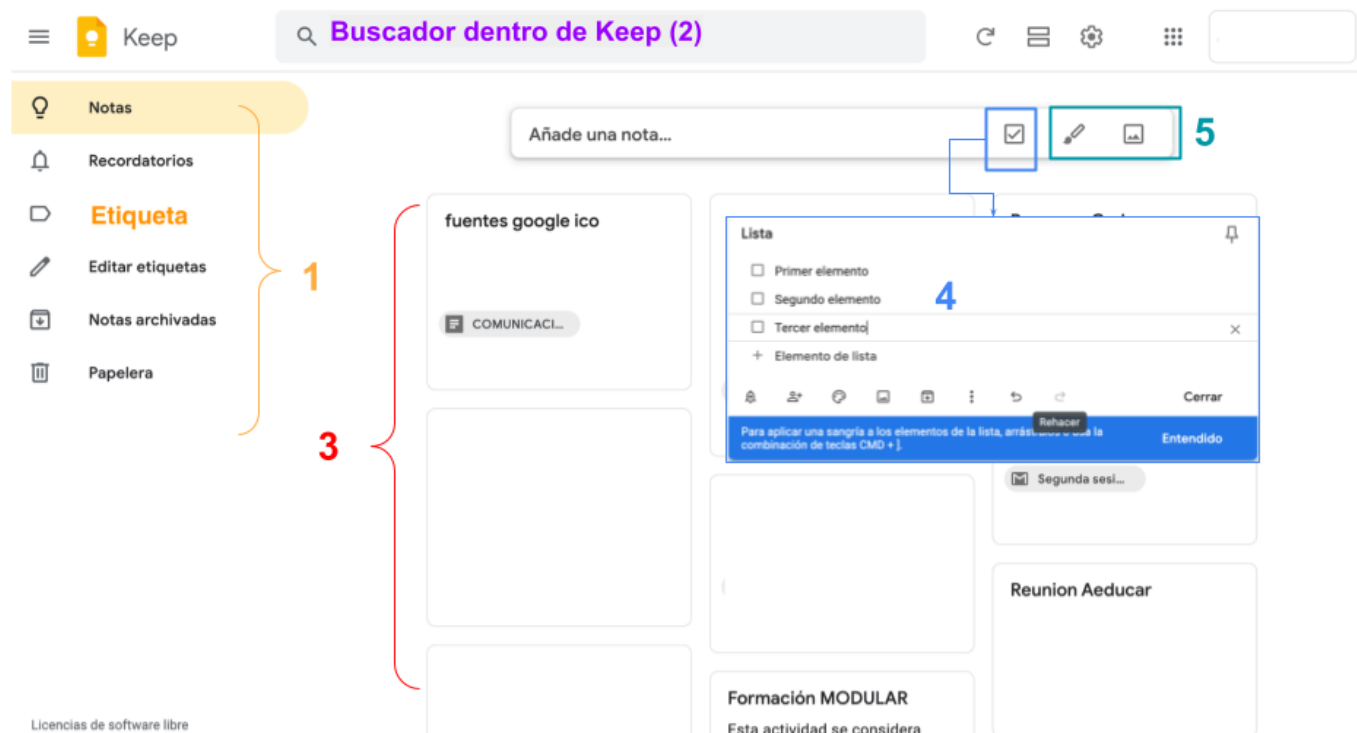 Keep
Buscador dentro de Keep (2)
Notas
Recordatorios
Etiqueta
Editar etiquetas
Notas archivadas
Papelera
1
Licencias de software libre
Añade una nota...
5
3
fuentes google ico
COMUNICACI...
Lista
Primer elemento
Segundo elemento
4
Tercer elemento
Elemento de lista
Cerrar
Rehacer
Para aplicar una sangría a los elementos de la lista, o usa la
combinación de teclas CMD + ].
Entendido
Segunda sesi...
Reunion Aeducar
Formación MODULAR
Esta actividad se considera